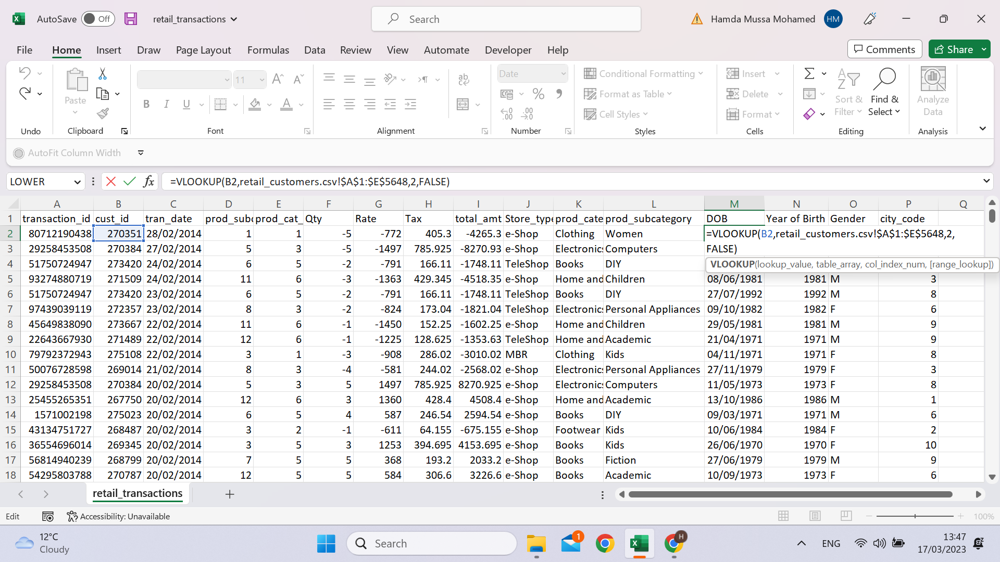 AutoSave Off retail_transactions Search Hamda Mussa Mohamed HM
File Home Insert Draw Page Layout Formulas Data Review View Automate Developer Help Comments Share
11 Date Conditional Formatting Insert
Paste Format as Table Delete Sort & Filter Find & Select Analyze Data
B I U A % Cell Styles Format
Undo Clipboard Font Alignment Number Styles Cells Editing Analysis
AutoFit Column Width
LOWER fx =VLOOKUP(B2,retail_customers.csv!$A$1:$E$5648,2,FALSE)
A B C D E F G H I J K L M N O P Q
1 transaction_id cust_id tran_date prod_subc prod_cat_ Qty Rate Tax total_amt Store_type prod_cate prod_subcategory DOB Year of Birth Gender city_code
2 80712190438 270351 28/02/2014 1 1 -5 -772 405.3 -4265.3 e-Shop Clothing Women =VLOOKUP(B2,retail_customers.csv!$A$1:$E$5648,2,
3 29258453508 270384 27/02/2014 5 3 -5 -1497 785.925 -8270.93 e-Shop Electronics Computers FALSE)
4 51750724947 273420 24/02/2014 6 5 -2 -791 166.11 -1748.11 TeleShop Books DIY VLOOKUP(lookup_value, table_array, col_index_num, [range_lookup])
5 93274880719 271509 24/02/2014 11 6 -3 -1363 429.345 -4518.35 e-Shop Home and Children 08/06/1981 1981 M 3
6 51750724947 273420 23/02/2014 6 5 -2 -791 166.11 -1748.11 TeleShop Books DIY 27/07/1992 1992 M 8
7 97439039119 272357 23/02/2014 8 3 -2 -824 173.04 -1821.04 TeleShop Electronics Personal Appliances 09/10/1982 1982 F 6
8 45649838090 273667 22/02/2014 11 6 -1 -1450 152.25 -1602.25 e-Shop Home and Children 29/05/1981 1981 M 9
9 22643667930 271489 22/02/2014 12 6 -1 -1225 128.625 -1353.63 TeleShop Home and Academic 21/04/1971 1971 M 9
10 79792372943 275108 22/02/2014 3 1 -3 -908 286.02 -3010.02 MBR Clothing Kids 04/11/1971 1971 F 8
11 50076728598 269014 21/02/2014 8 3 -4 -581 244.02 -2568.02 e-Shop Electronics Personal Appliances 27/11/1979 1979 F 3
12 29258453508 270384 20/02/2014 5 3 5 1497 785.925 8270.925 e-Shop Electronics Computers 11/05/1973 1973 F 8
13 25455265351 267750 20/02/2014 12 6 3 1360 428.4 4508.4 e-Shop Home and Academic 13/10/1986 1986 M 1
14 1571002198 275023 20/02/2014 6 5 4 587 246.54 2594.54 e-Shop Books DIY 09/03/1971 1971 M 6
15 43134751727 268487 20/02/2014 3 2 -1 -611 64.155 -675.155 e-Shop Footwear Kids 10/06/1984 1984 F 2
16 36554696014 269345 20/02/2014 3 5 3 1253 394.695 4153.695 e-Shop Books Kids 26/06/1970 1970 F 10
17 56814940239 268799 20/02/2014 7 5 5 368 193.2 2033.2 e-Shop Books Fiction 27/06/1979 1979 M 9
18 54295803788 270787 20/02/2014 12 5 5 584 306.6 3226.6 e-Shop Books Academic 10/09/1973 1973 F 6
retail_transactions
Edit Accessibility: Unavailable 100%
12°C Cloudy Search 1 H ENG 13:47
17/03/2023